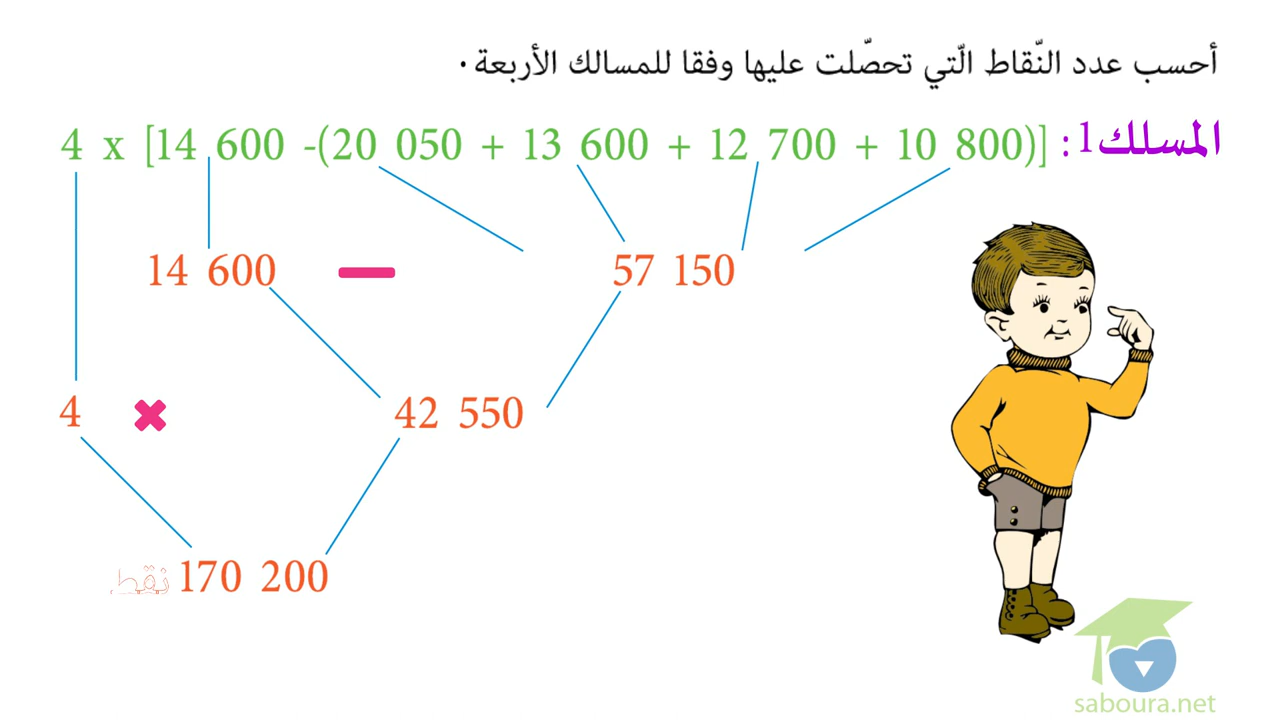 أحسب عدد النّقاط الّتي تحصّلت عليها وفقا للمسالك الأربعة.
المسلك1:
4 x [14 600 -(20 050 + 13 600 + 12 700 + 10 800)]
14 600 − 57 150
4 × 42 550
170 200 نقط
saboura.net